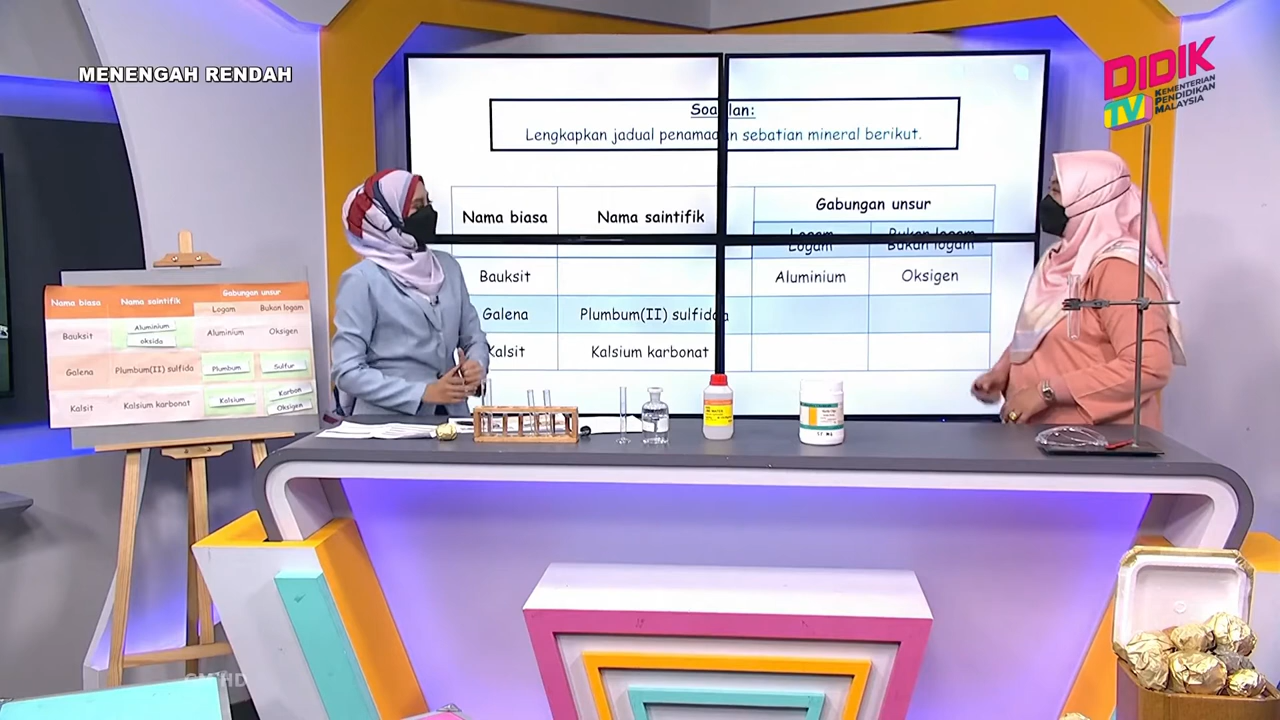 MENENGAH RENDAH
DIDIK
TV
KEMENTERIAN
PENDIDIKAN
MALAYSIA
Soalan:
Lengkapkan jadual penamaan sebatian mineral berikut.
Nama biasa Nama saintifik Gabungan unsur
Logam Bukan logam
Bauksit Aluminium Oksigen
Galena Plumbum(II) sulfida
Kalsit Kalsium karbonat
Nama biasa Nama saintifik Gabungan unsur
Logam Bukan logam
Bauksit Aluminium oksida Aluminium Oksigen
Galena Plumbum(II) sulfida Plumbum Sulfur
Kalsit Kalsium karbonat Kalsium Karbon Oksigen